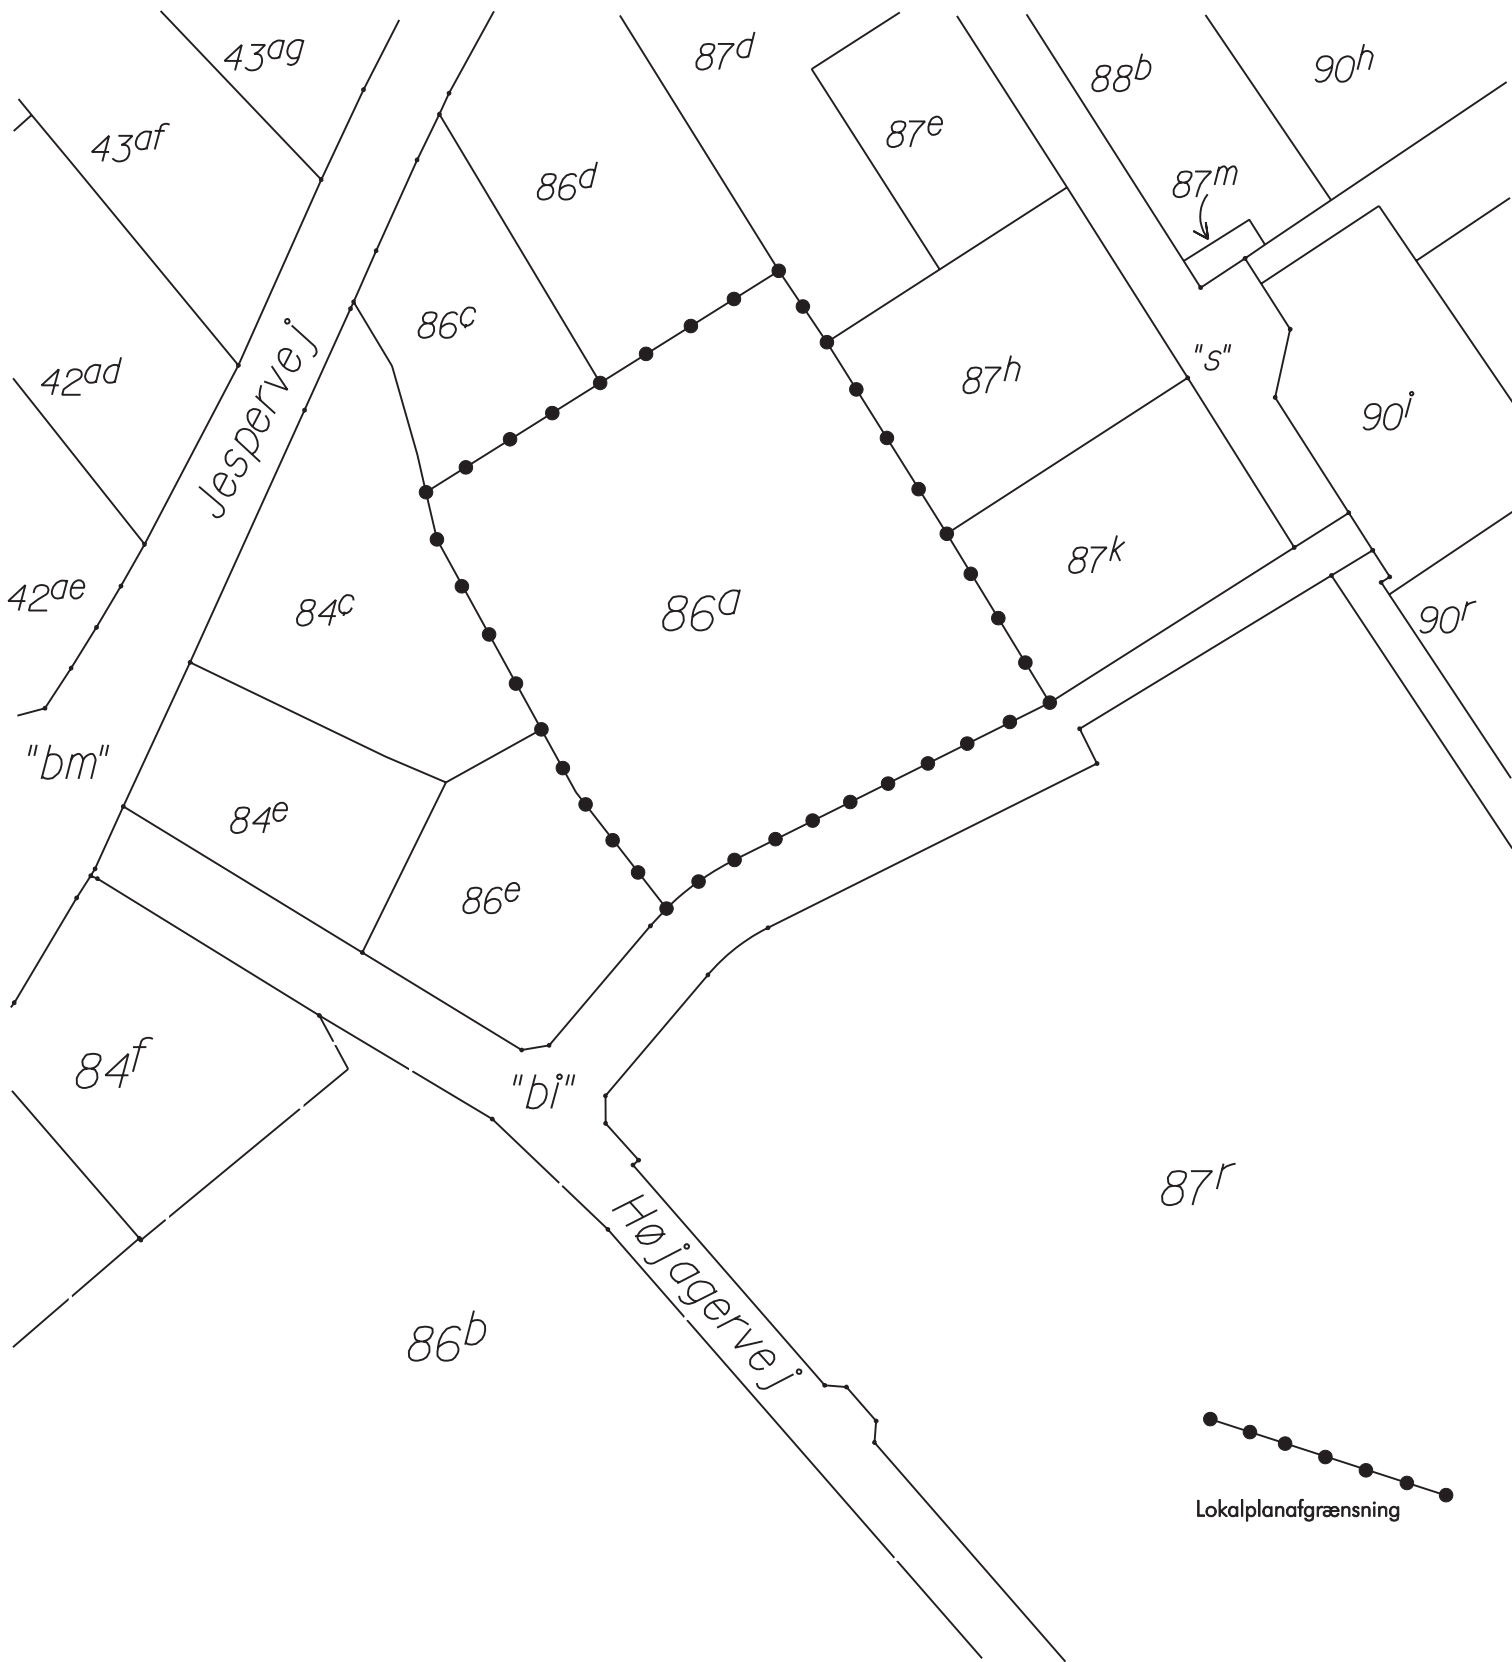 43ag
87d
88b
90h
43af
87e
86d
87m
86c
42ad
87h
"s"
90i
Jespervej
42ae
84c
86a
87k
90r
"bm"
84e
86e
84f
"bi"
87r
Højagervej
86b
Lokalplanafgrænsning